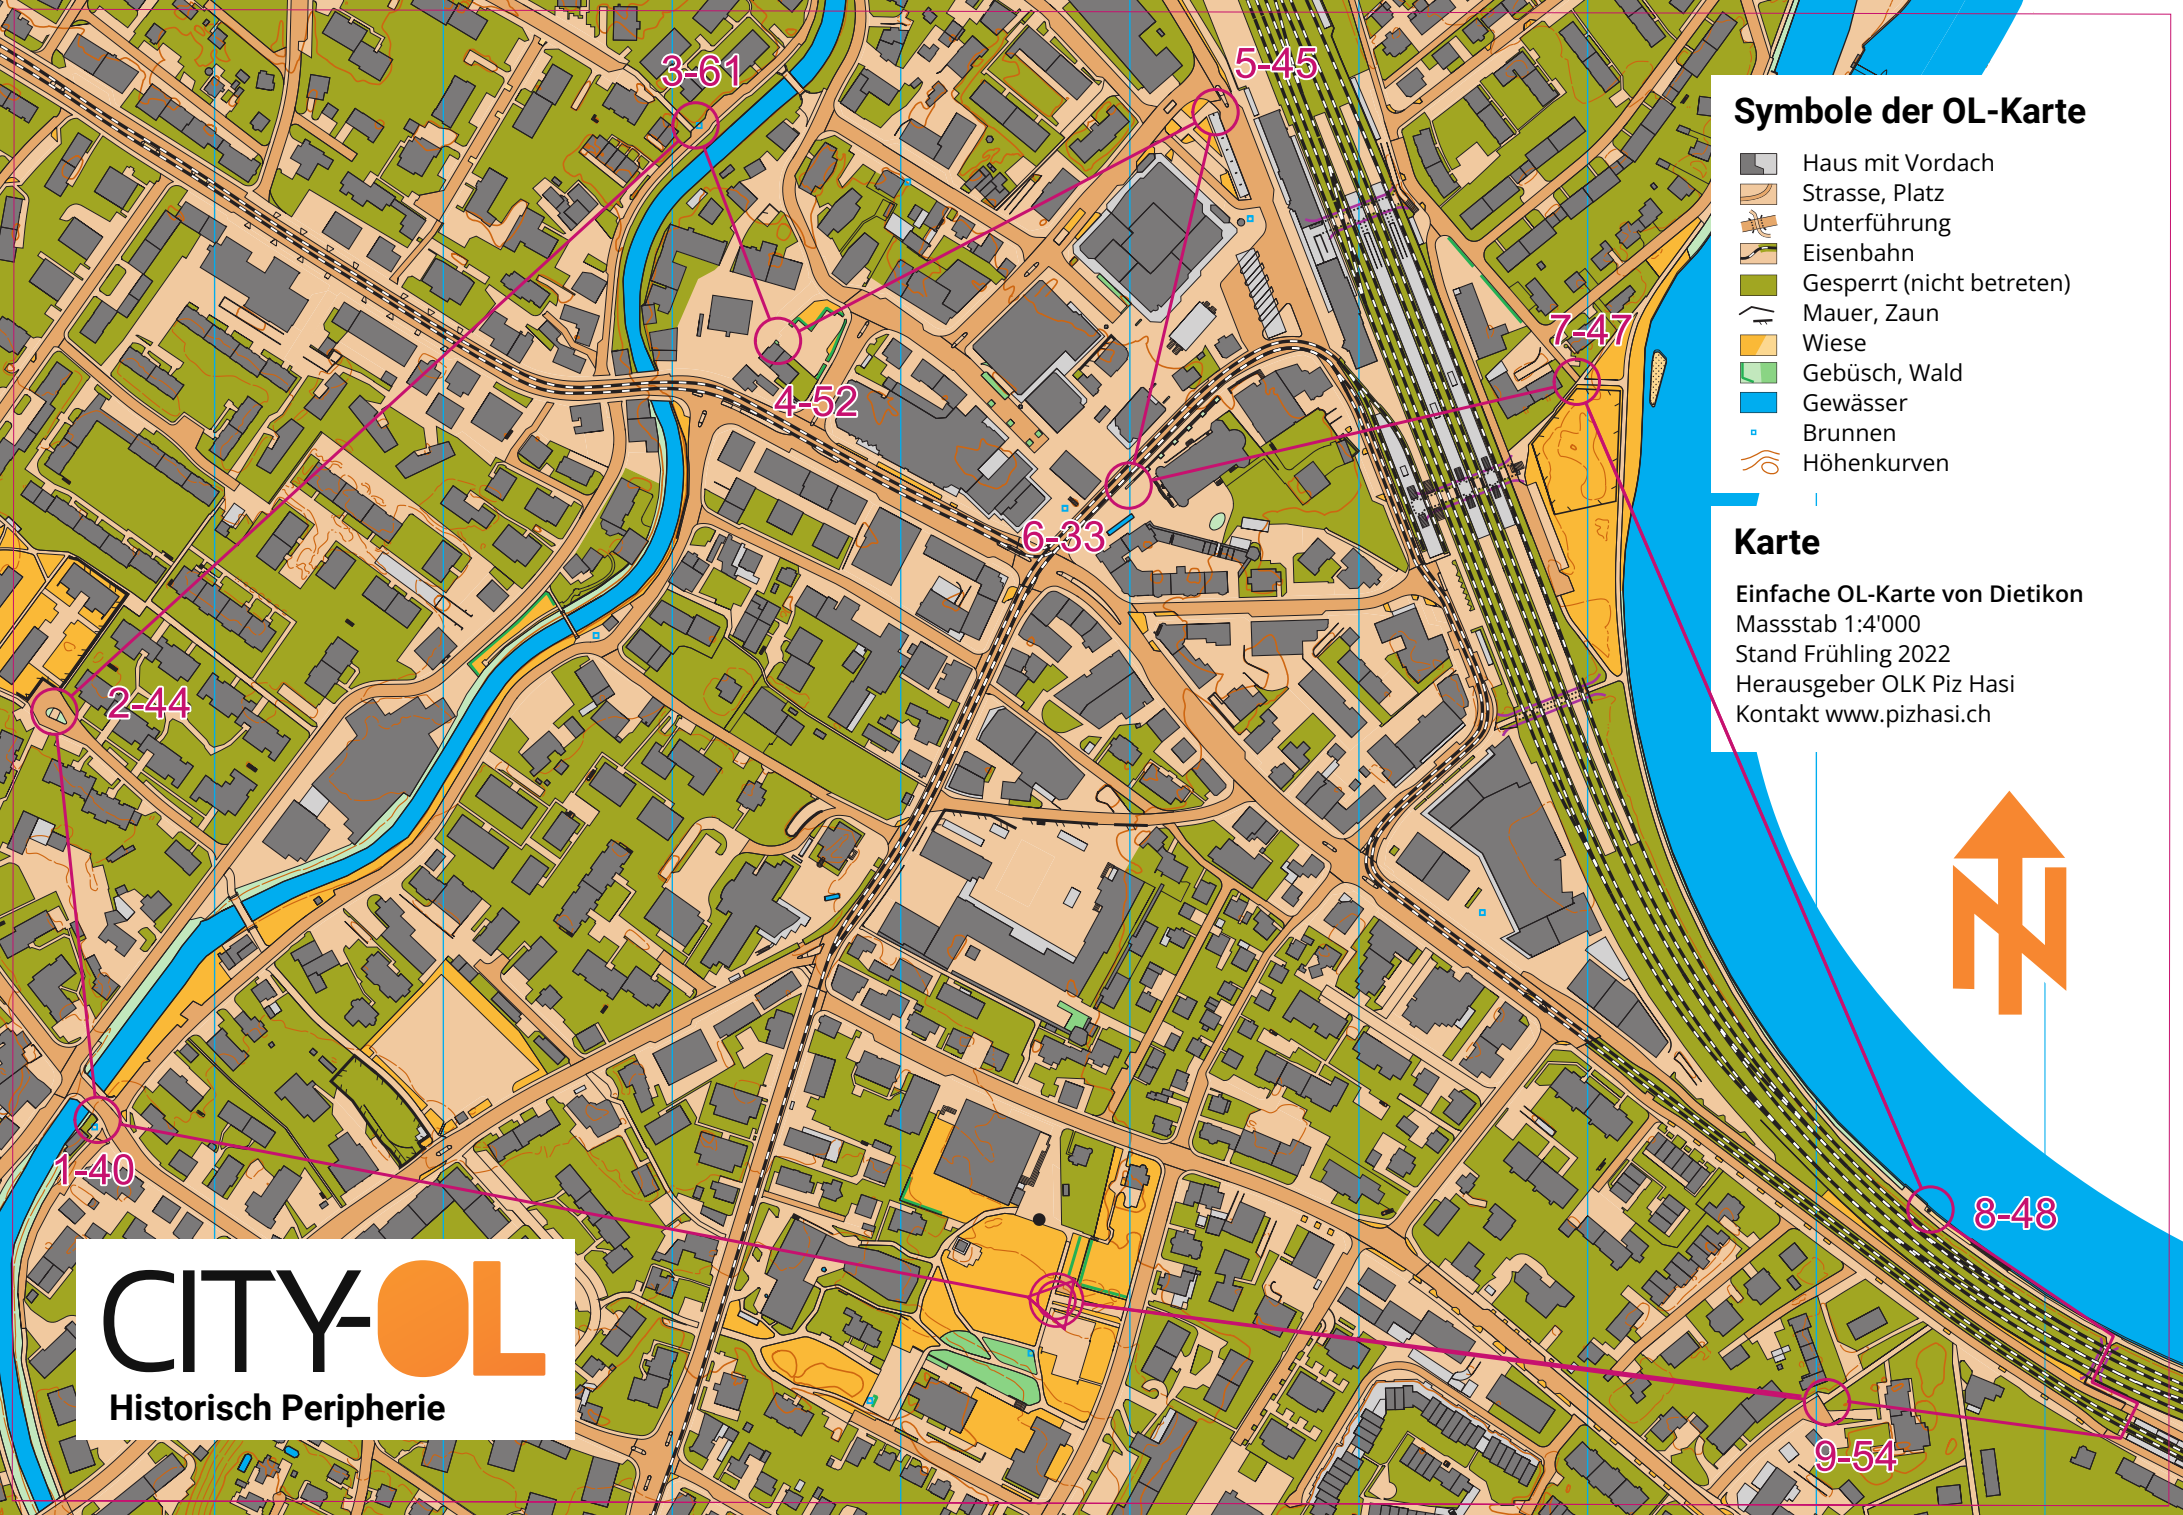 3-61
5-45
Symbole der OL-Karte
Haus mit Vordach
Strasse, Platz
Unterführung
Eisenbahn
Gesperrt (nicht betreten)
Mauer, Zaun
Wiese
Gebüsch, Wald
Gewässer
Brunnen
Höhenkurven
7-47
4-52
6-33
Karte
Einfache OL-Karte von Dietikon
Massstab 1:4'000
Stand Frühling 2022
Herausgeber OLK Piz Hasi
Kontakt www.pizhasi.ch
2-44
N
1-40
8-48
CITY-OL
Historisch Peripherie
9-54